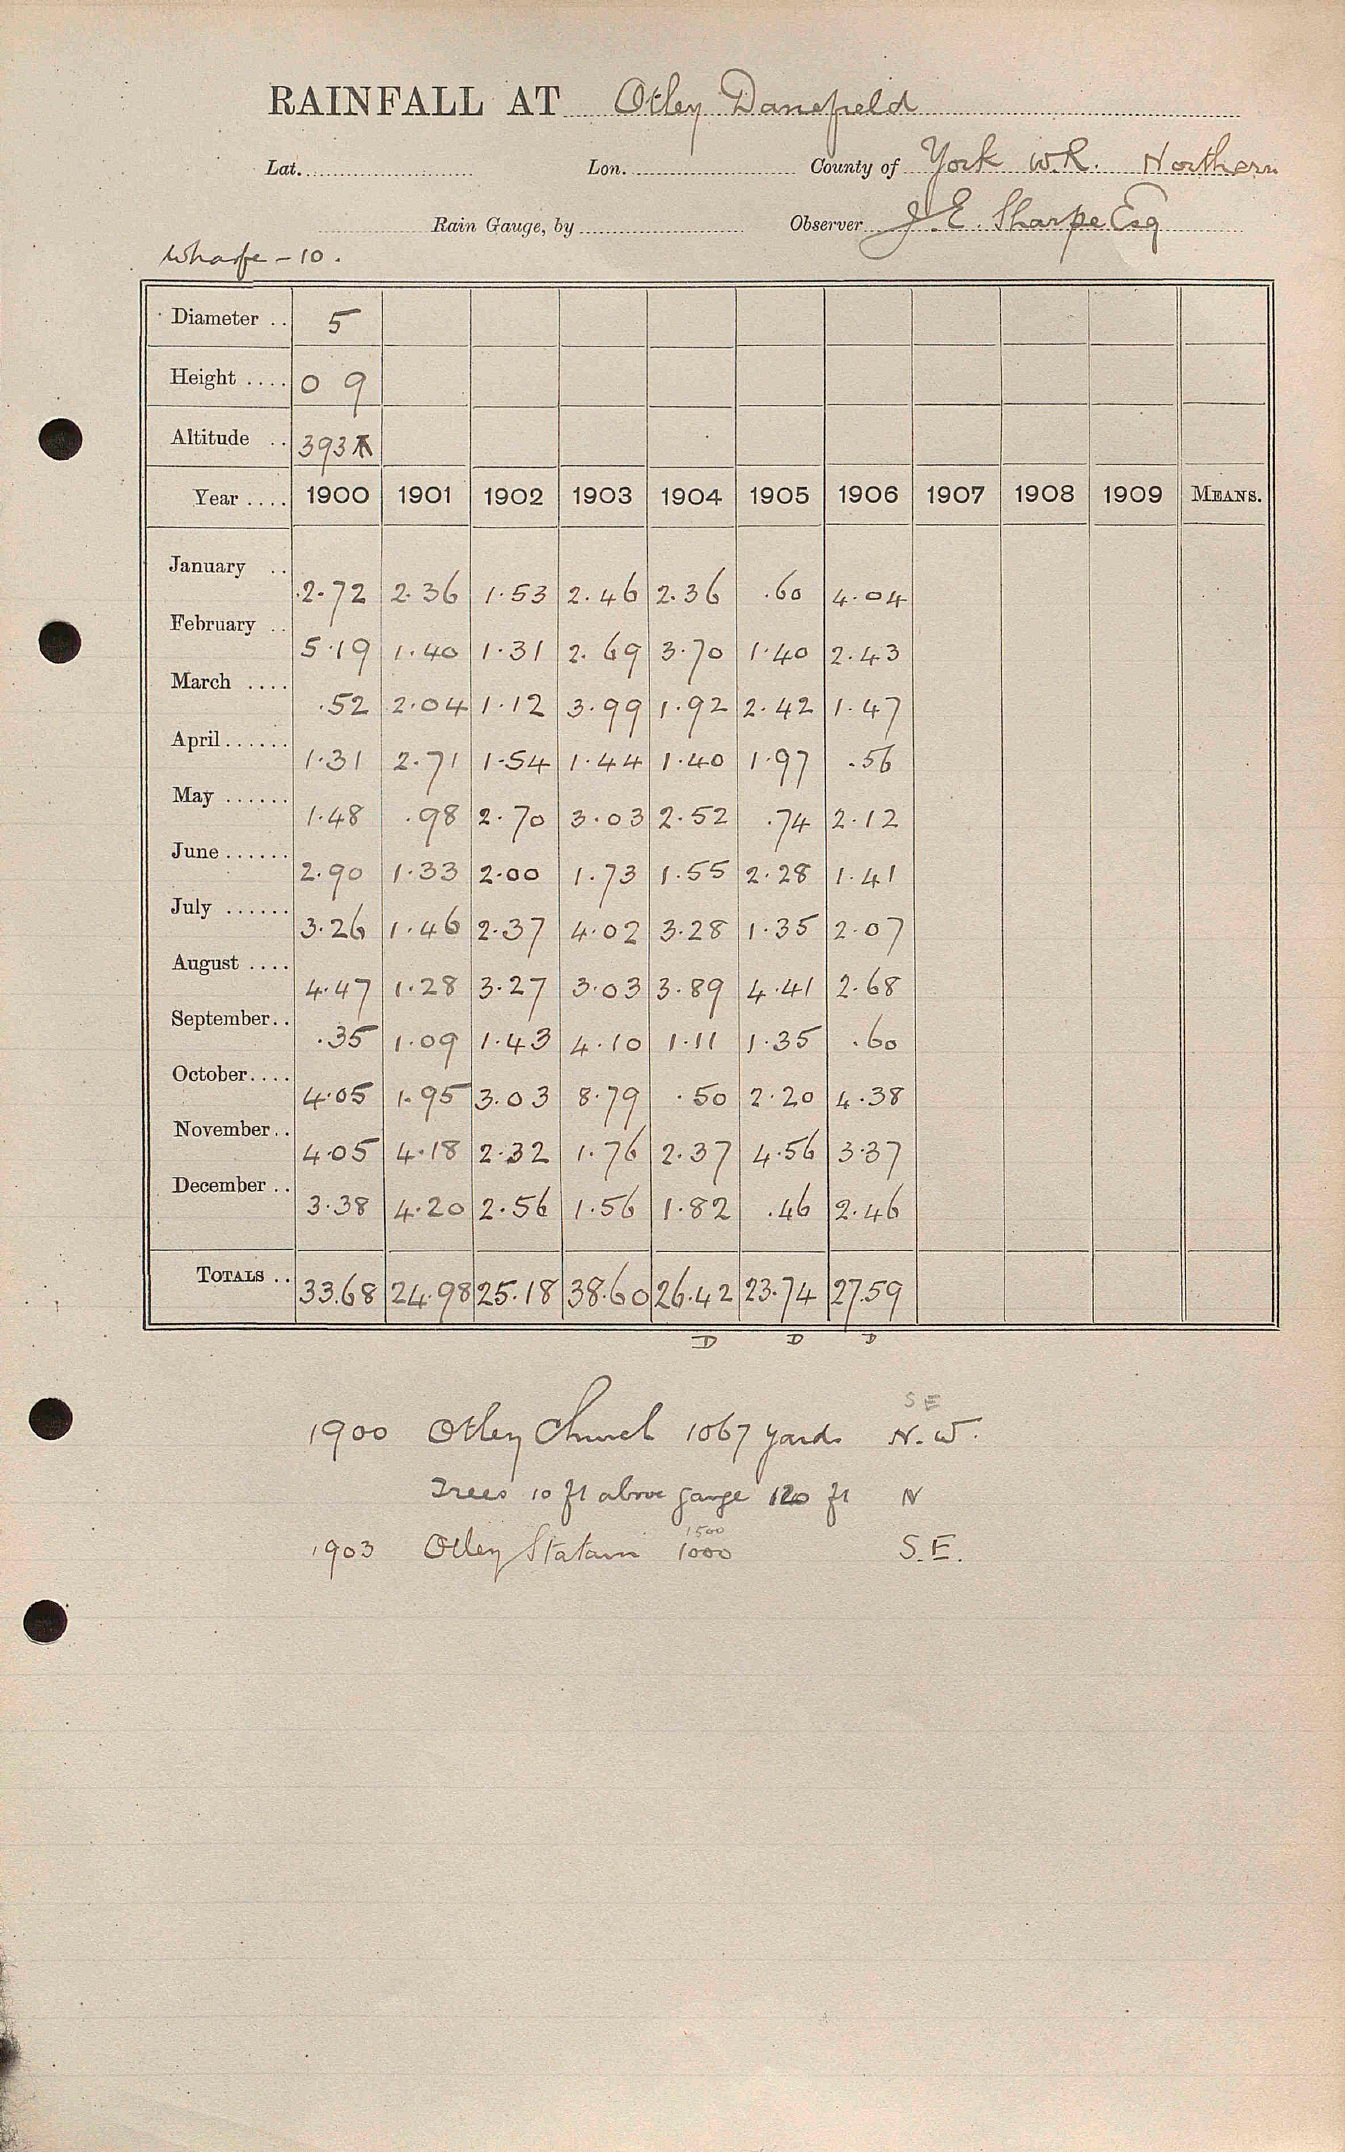 RAINFALL AT Otley Danefield
Lat. Lon. County of York W.R. Northern
Rain Gauge, by Observer J. E. Sharpe Esq
Wharfe - 10.
Diameter .. 5
Height .... 0 9
Altitude .. 393
Year .... 1900 1901 1902 1903 1904 1905 1906 1907 1908 1909 MEANS.
January .. 2.72 2.36 1.53 2.46 2.36 .60 4.04
February .. 5.19 1.40 1.31 2.69 3.70 1.40 2.43
March .... .52 2.04 1.12 3.99 1.92 2.42 1.47
April ...... 1.31 2.71 1.54 1.44 1.40 1.97 .56
May ...... 1.48 .98 2.70 3.03 2.52 .74 2.12
June ...... 2.90 1.33 2.00 1.73 1.55 2.28 1.41
July ...... 3.26 1.46 2.37 4.02 3.28 1.35 2.07
August .... 4.47 1.28 3.27 3.03 3.89 4.41 2.68
September .. .35 1.09 1.43 4.10 1.11 1.35 .60
October .... 4.05 1.95 3.03 8.79 .50 2.20 4.38
November .. 4.05 4.18 2.32 1.76 2.37 4.56 3.37
December .. 3.38 4.20 2.56 1.56 1.82 .46 2.46
TOTALS .. 33.68 24.98 25.18 38.60 26.42 23.74 27.59
D D D
S E
1900 Otley Church 1067 yards N.W.
Trees 10 ft above gauge 120 ft N
1500
1903 Otley Station 1000 S.E.